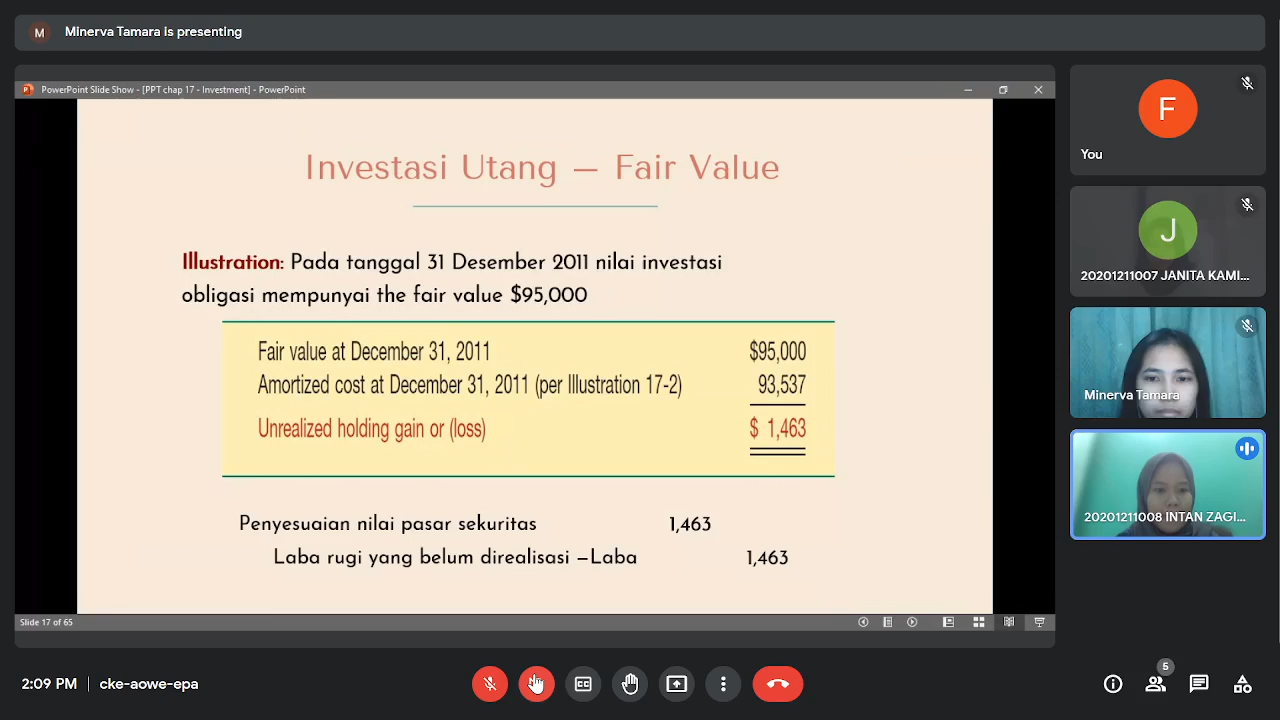 M
Minerva Tamara is presenting
PowerPoint Slide Show - [PPT chap 17 - Investment] - PowerPoint
Investasi Utang – Fair Value
Illustration: Pada tanggal 31 Desember 2011 nilai investasi
obligasi mempunyai the fair value $95,000
Fair value at December 31, 2011 $95,000
Amortized cost at December 31, 2011 (per Illustration 17-2) 93,537
Unrealized holding gain or (loss) $ 1,463
Penyesuaian nilai pasar sekuritas 1,463
Laba rugi yang belum direalisasi –Laba 1,463
Slide 17 of 65
F
You
J
20201211007 JANITA KAMI...
Minerva Tamara
20201211008 INTAN ZAGI...
2:09 PM | cke-aowe-epa
CC
5